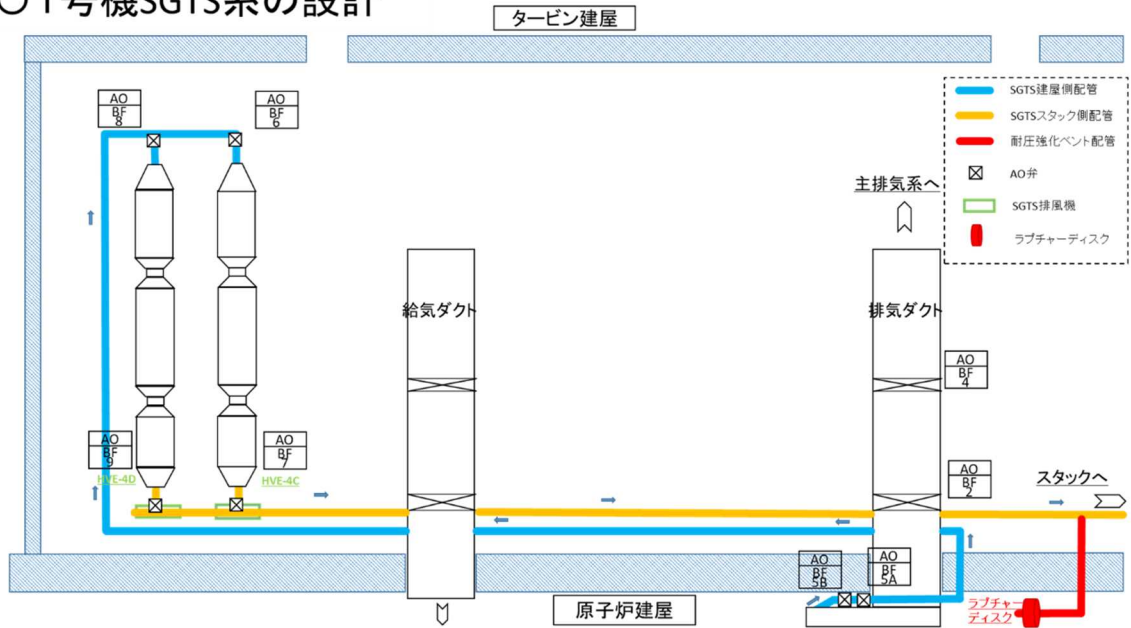 〇1号機SGTS系の設計
タービン建屋
AO
BF
8
AO
BF
6
SGTS建屋側配管
SGTSスタック側配管
耐圧強化ベント配管
AO弁
SGTS排風機
ラプチャーディスク
主排気系へ
給気ダクト
排気ダクト
AO
BF
4
AO
BF
9
HVE-4D
AO
BF
7
HVE-4C
AO
BF
2
スタックへ
AO
BF
5B
AO
BF
5A
原子炉建屋
ラプチャー
ディスク